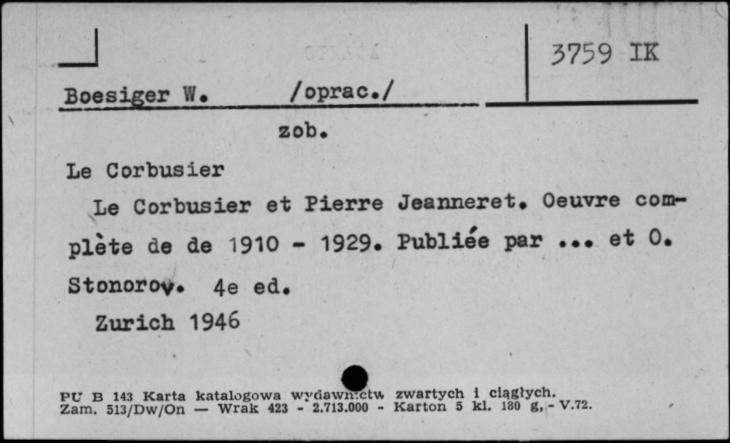 3759 IK
Boesiger W. /oprac./
zob.
Le Corbusier
Le Corbusier et Pierre Jeanneret. Oeuvre com-
plète de de 1910 - 1929. Publiée par ... et O.
Stonorov. 4e ed.
Zurich 1946
PU B 143 Karta katalogowa wydawnictw zwartych i ciągłych.
Zam. 513/Dw/On — Wrak 423 - 2.713.000 - Karton 5 kl. 180 g, - V.72.